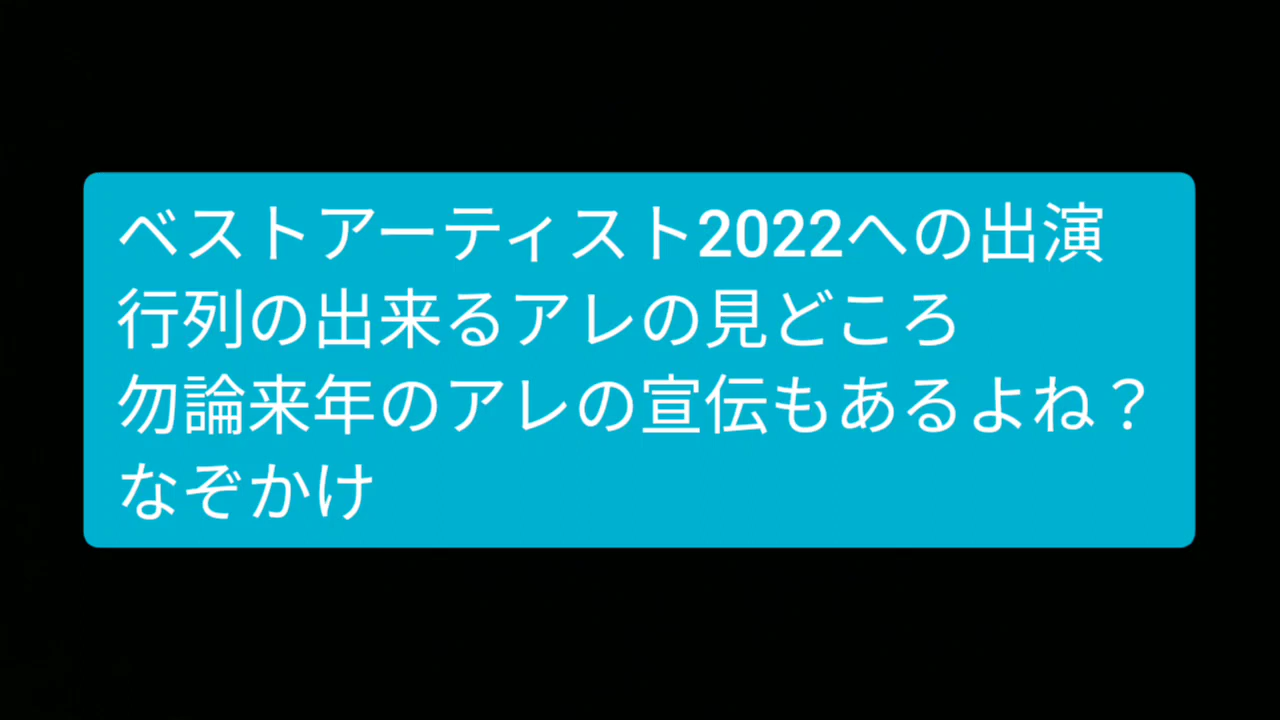 ベストアーティスト2022への出演
行列の出来るアレの見どころ
勿論来年のアレの宣伝もあるよね？
なぞかけ